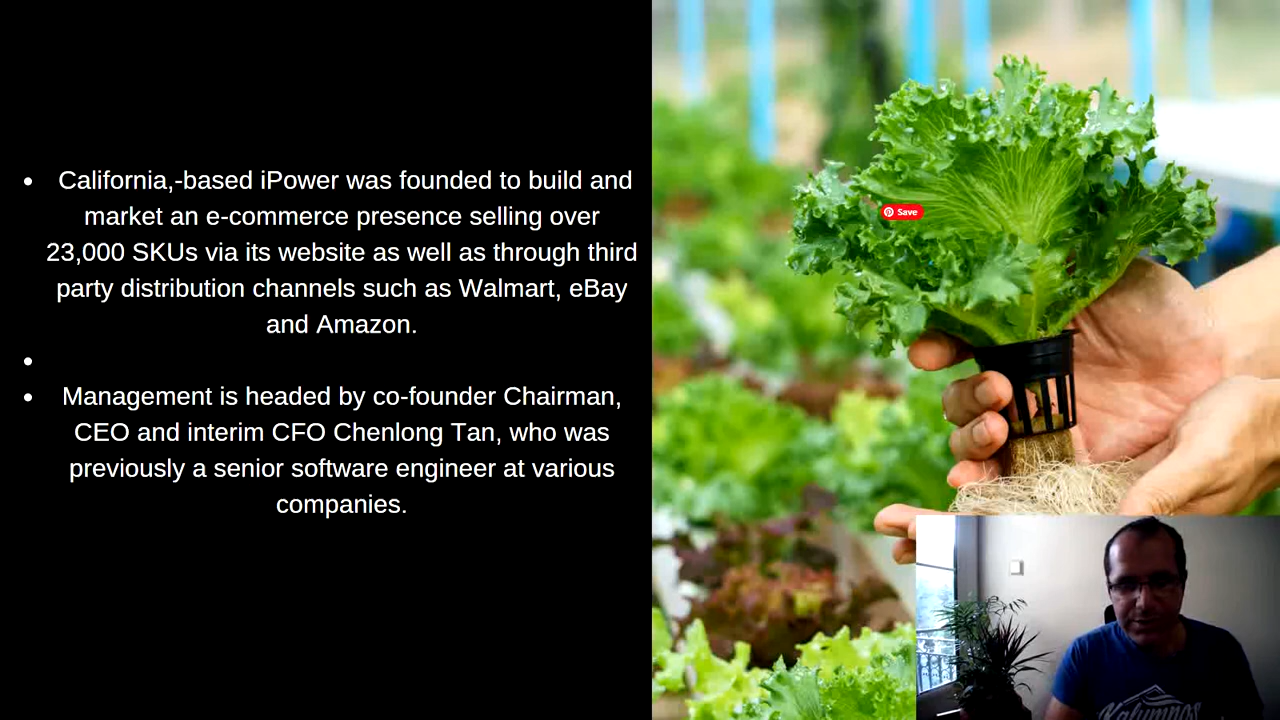 California,-based iPower was founded to build and
market an e-commerce presence selling over
23,000 SKUs via its website as well as through third
party distribution channels such as Walmart, eBay
and Amazon.
Management is headed by co-founder Chairman,
CEO and interim CFO Chenlong Tan, who was
previously a senior software engineer at various
companies.
Save
Kalymnos